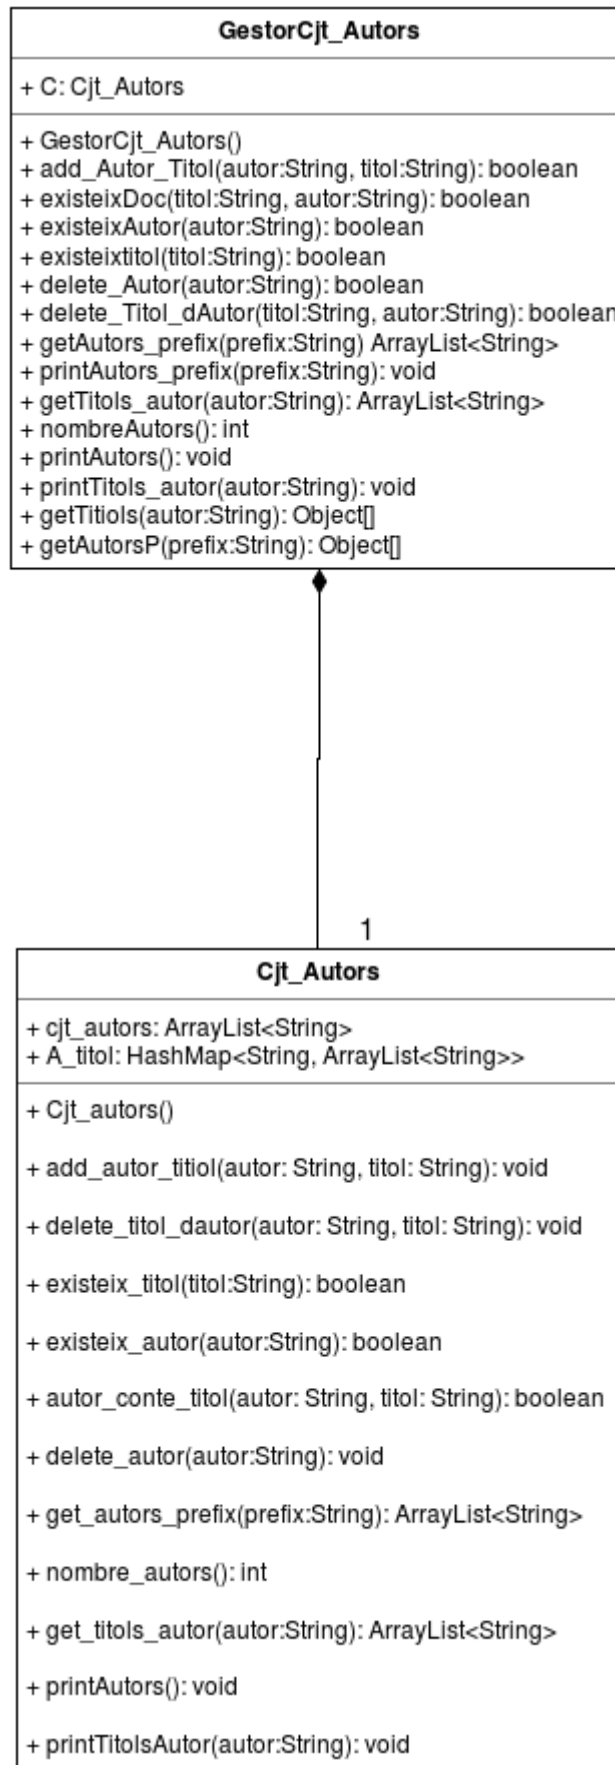 GestorCjt_Autors
+ C: Cjt_Autors
+ GestorCjt_Autors()
+ add_Autor_Titol(autor:String, titol:String): boolean
+ existeixDoc(titol:String, autor:String): boolean
+ existeixAutor(autor:String): boolean
+ existeixtitol(titol:String): boolean
+ delete_Autor(autor:String): boolean
+ delete_Titol_dAutor(titol:String, autor:String): boolean
+ getAutors_prefix(prefix:String) ArrayList<String>
+ printAutors_prefix(prefix:String): void
+ getTitols_autor(autor:String): ArrayList<String>
+ nombreAutors(): int
+ printAutors(): void
+ printTitols_autor(autor:String): void
+ getTitiols(autor:String): Object[]
+ getAutorsP(prefix:String): Object[]
1
Cjt_Autors
+ cjt_autors: ArrayList<String>
+ A_titol: HashMap<String, ArrayList<String>>
+ Cjt_autors()
+ add_autor_titiol(autor: String, titol: String): void
+ delete_titol_dautor(autor: String, titol: String): void
+ existeix_titol(titol:String): boolean
+ existeix_autor(autor:String): boolean
+ autor_conte_titol(autor: String, titol: String): boolean
+ delete_autor(autor:String): void
+ get_autors_prefix(prefix:String): ArrayList<String>
+ nombre_autors(): int
+ get_titols_autor(autor:String): ArrayList<String>
+ printAutors(): void
+ printTitolsAutor(autor:String): void